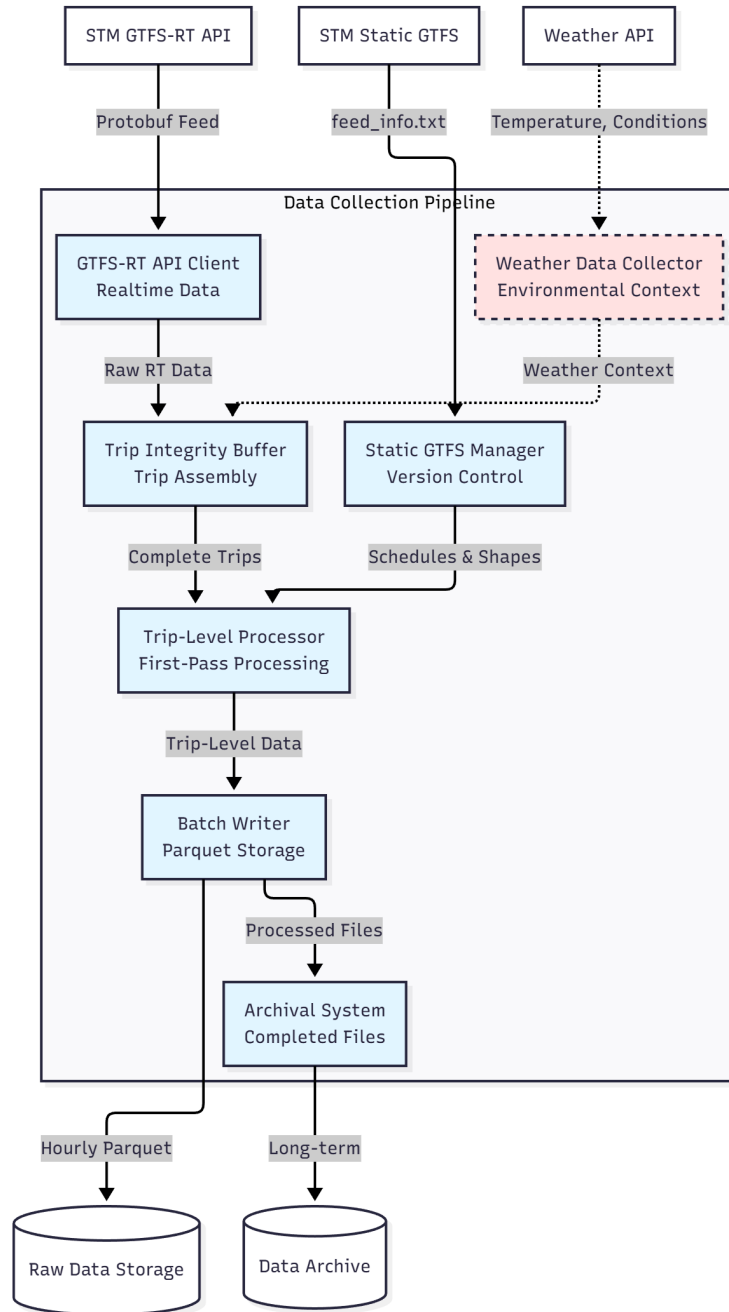 STM GTFS-RT API
STM Static GTFS
Weather API
Protobuf Feed
feed_info.txt
Temperature, Conditions
Data Collection Pipeline
GTFS-RT API Client
Realtime Data
Weather Data Collector
Environmental Context
Raw RT Data
Weather Context
Trip Integrity Buffer
Trip Assembly
Static GTFS Manager
Version Control
Complete Trips
Schedules & Shapes
Trip-Level Processor
First-Pass Processing
Trip-Level Data
Batch Writer
Parquet Storage
Processed Files
Archival System
Completed Files
Hourly Parquet
Long-term
Raw Data Storage
Data Archive